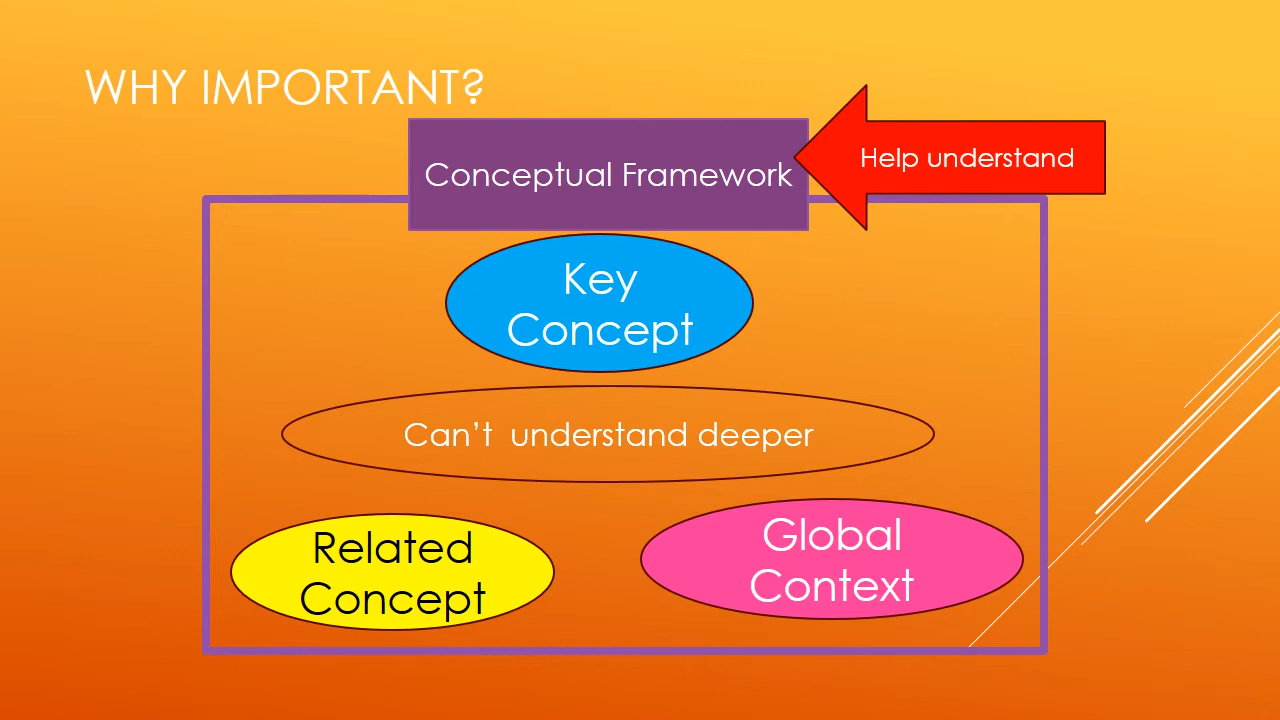 WHY IMPORTANT?
Conceptual Framework
Help understand
Key
Concept
Can't  understand deeper
Related
Concept
Global
Context